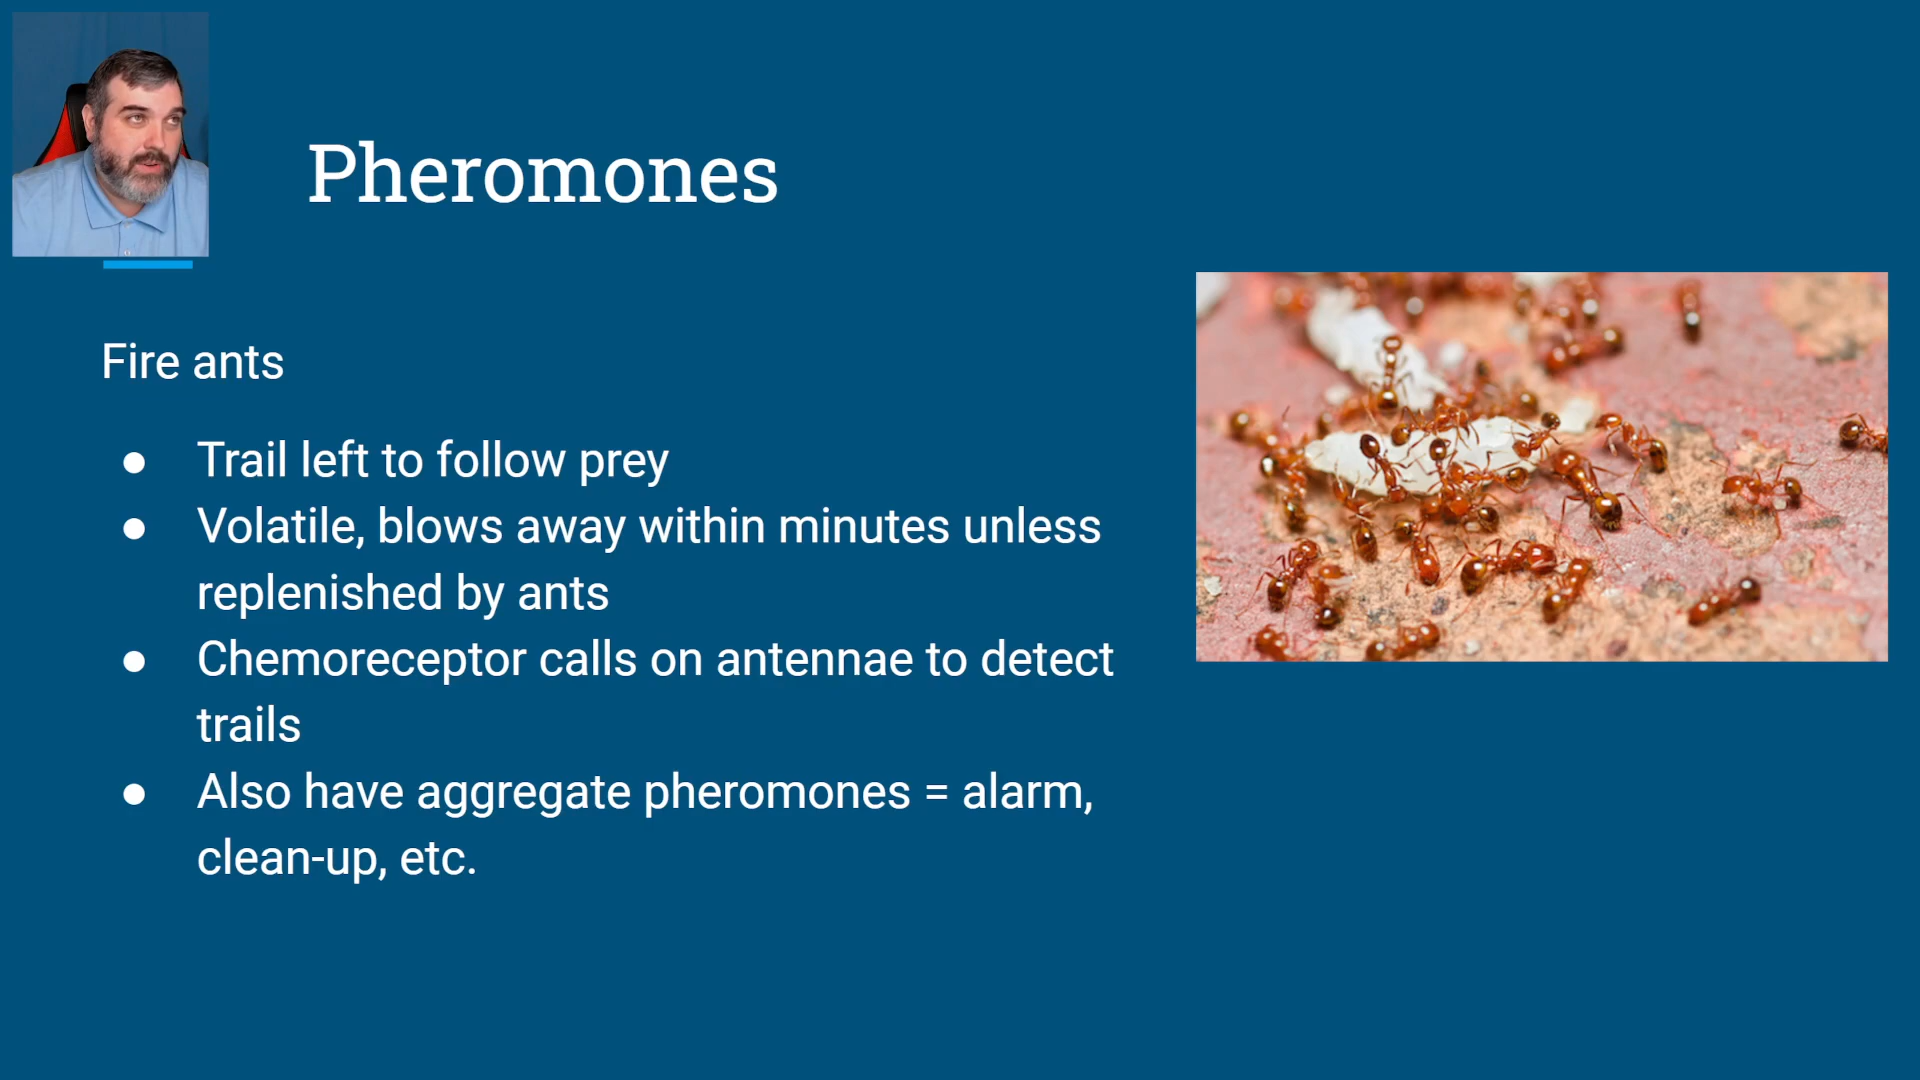 Pheromones
Fire ants
● Trail left to follow prey
● Volatile, blows away within minutes unless
replenished by ants
● Chemoreceptor calls on antennae to detect
trails
● Also have aggregate pheromones = alarm,
clean-up, etc.